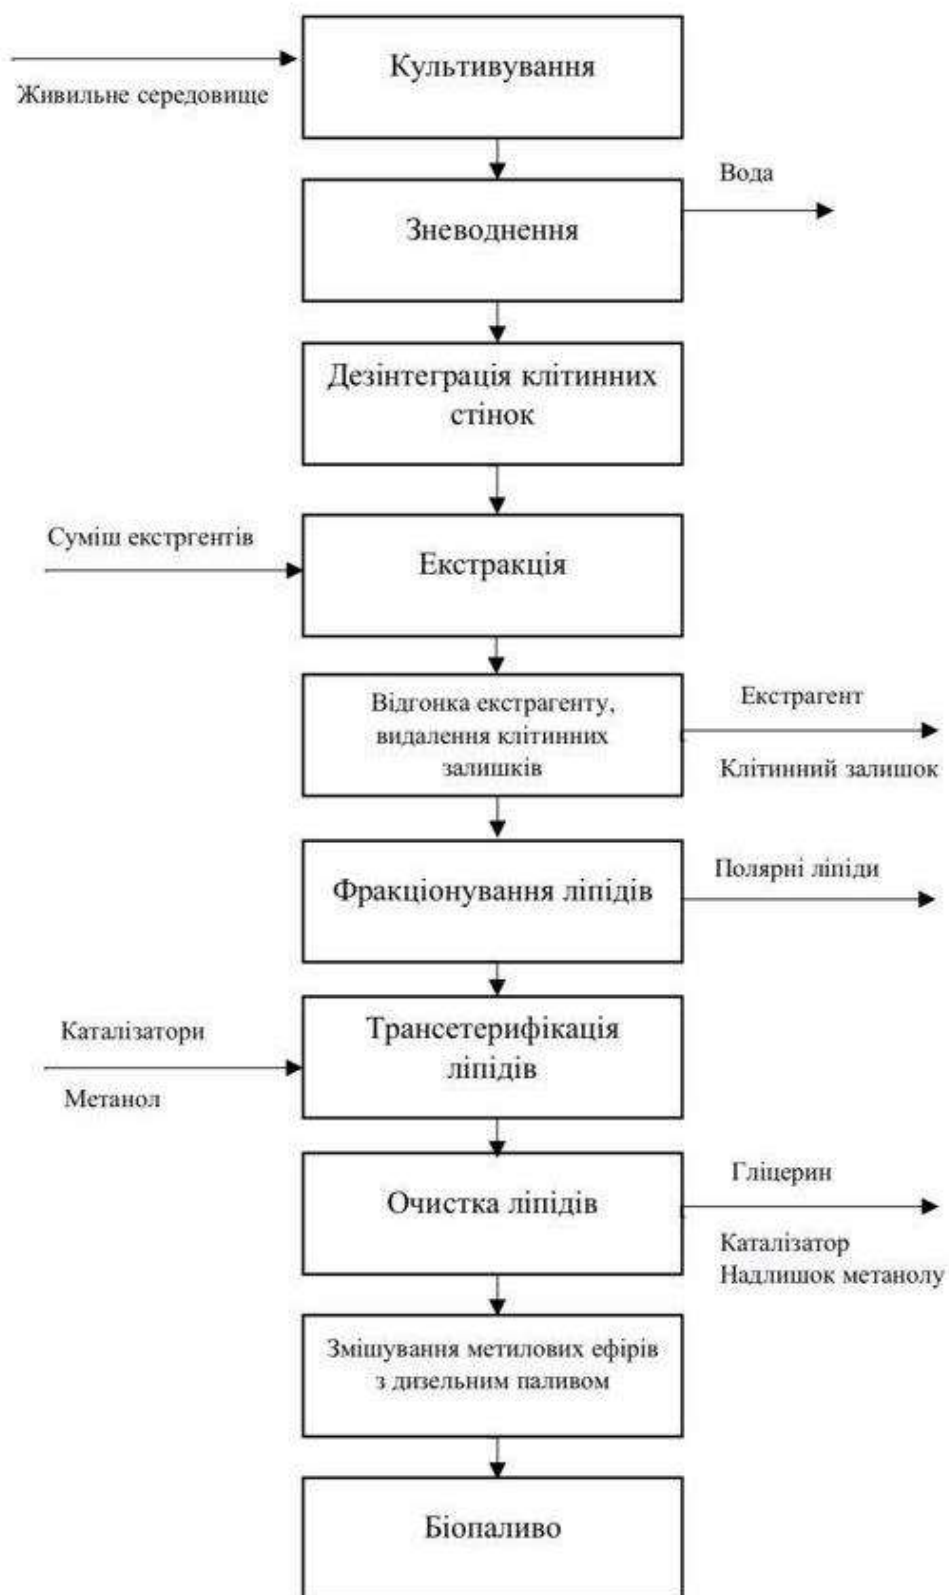 Культивування
Живильне середовище
Вода
Зневоднення
Дезінтеграція клітинних
стінок
Суміш екстргентів
Екстракція
Відгонка екстрагенту,
видалення клітинних
залишків
Екстрагент
Клітинний залишок
Фракціонування ліпідів
Полярні ліпіди
Каталізатори
Метанол
Трансетерифікація
ліпідів
Очистка ліпідів
Гліцерин
Каталізатор
Надлишок метанолу
Змішування метилових ефірів
з дизельним паливом
Біопаливо